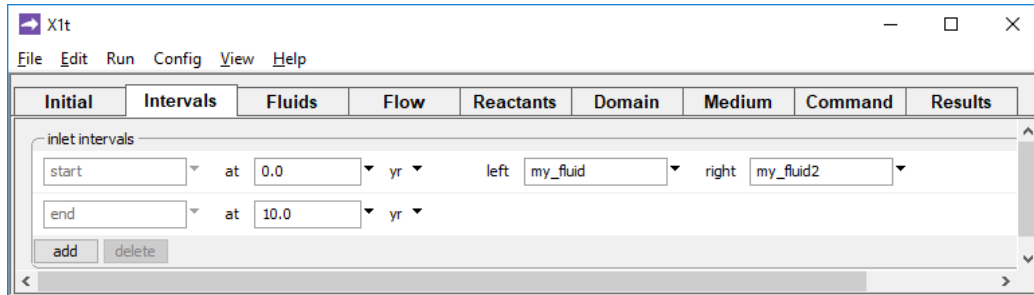 X1t
File Edit Run Config View Help
Initial Intervals Fluids Flow Reactants Domain Medium Command Results
inlet intervals
start at 0.0 yr left my_fluid right my_fluid2
end at 10.0 yr
add delete